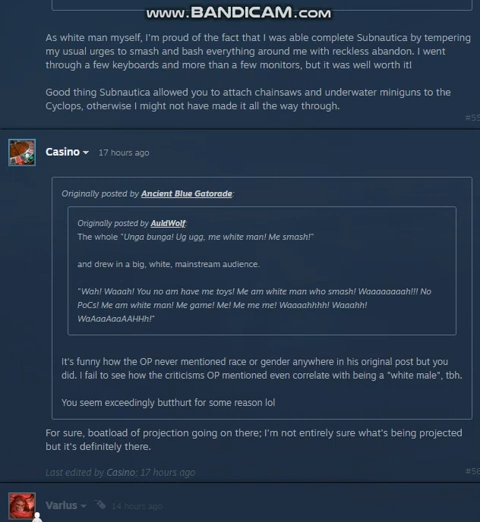 www.BANDICAM.com
As white man myself, I'm proud of the fact that I was able complete Subnautica by tempering
my usual urges to smash and bash everything around me with reckless abandon. I went
through a few keyboards and more than a few monitors, but it was well worth it!
Good thing Subnautica allowed you to attach chainsaws and underwater miniguns to the
Cyclops, otherwise I might not have made it all the way through.
Casino 17 hours ago
Originally posted by Ancient Blue Gatorade:
Originally posted by AuldWolf:
The whole "Unga bunga! Ug ugg, me white man! Me smash!"
and drew in a big, white, mainstream audience.
"Wah! Waaah! You no am have me toys! Me am white man who smash! Waaaaaaaah!!! No
PoCs! Me am white man! Me game! Me! Me me me! Waaaahhhh! Waaahh!
WaAaAaaAAHHh!"
It's funny how the OP never mentioned race or gender anywhere in his original post but you
did. I fail to see how the criticisms OP mentioned even correlate with being a "white male", tbh.
You seem exceedingly butthurt for some reason lol
For sure, boatload of projection going on there; I'm not entirely sure what's being projected
but it's definitely there.
Last edited by Casino; 17 hours ago
#56
Varius 14 hours ago